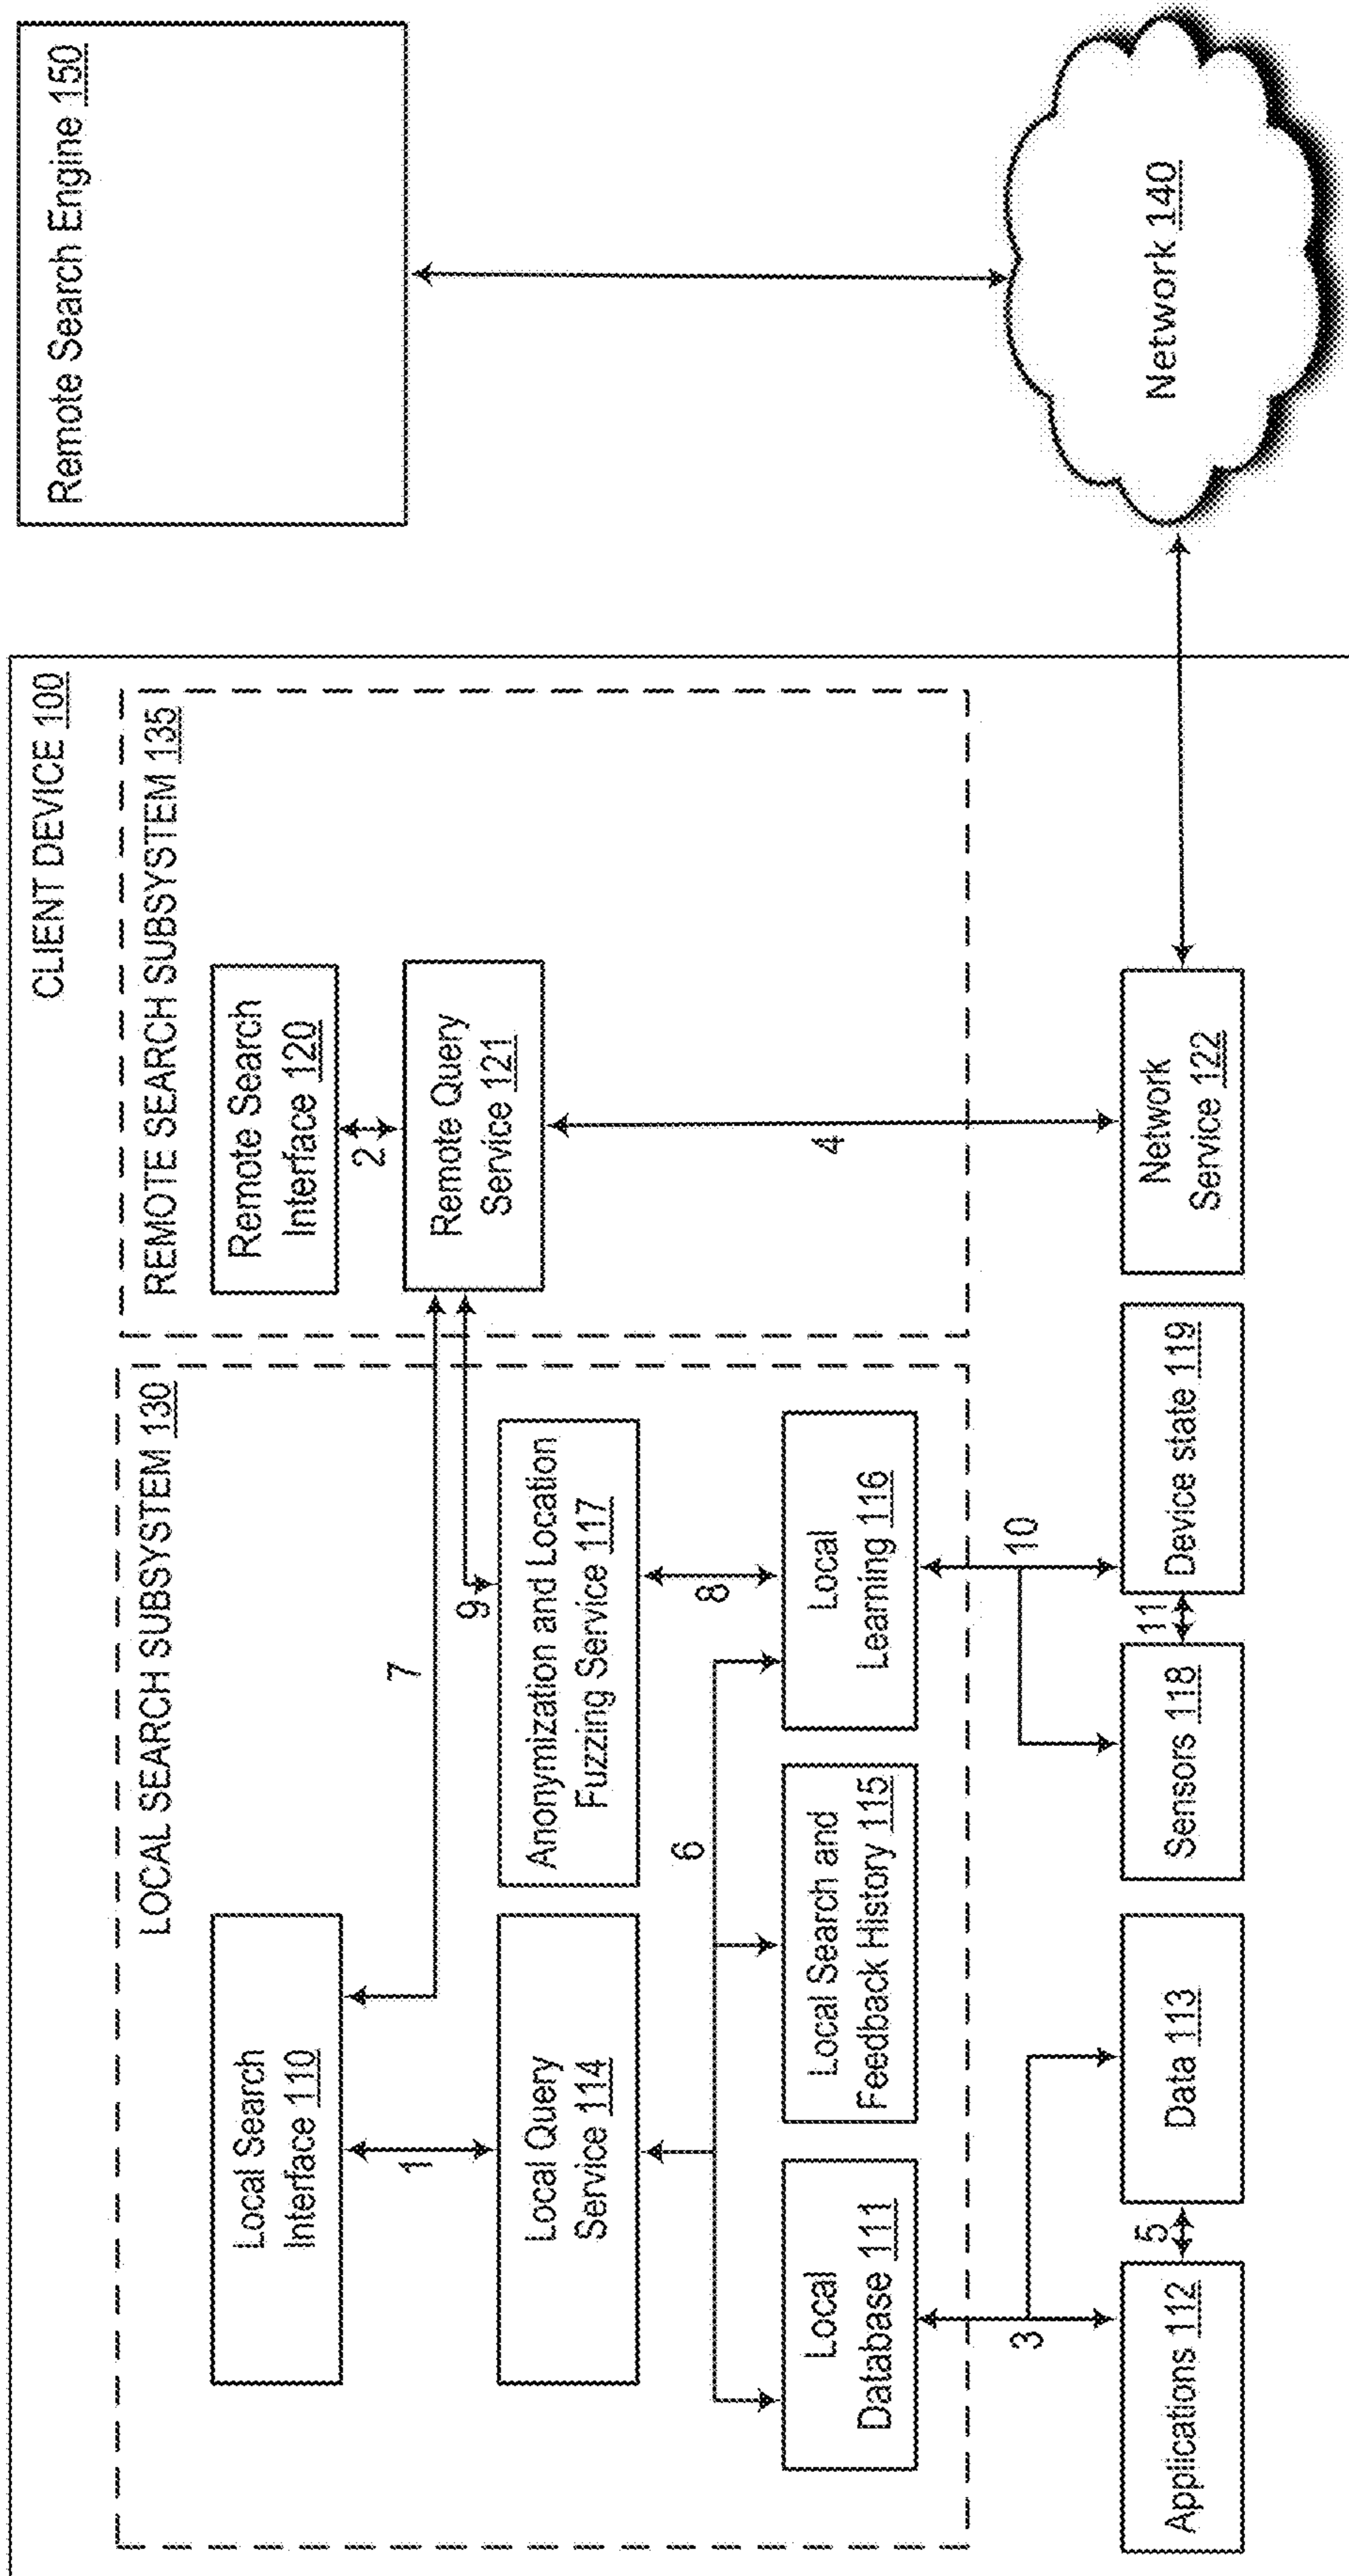 CLIENT DEVICE 100
LOCAL SEARCH SUBSYSTEM 130
Local Search
Interface 110
1
7
Local Query
Service 114
9
Anonymization and Location
Fuzzing Service 117
6
8
Local
Database 111
Local Search and
Feedback History 115
Local
Learning 116
3
10
Applications 112
5
Data 113
Sensors 118
11
Device state 119
REMOTE SEARCH SUBSYSTEM 135
Remote Search
Interface 120
2
Remote Query
Service 121
4
Network
Service 122
Remote Search Engine 150
Network 140